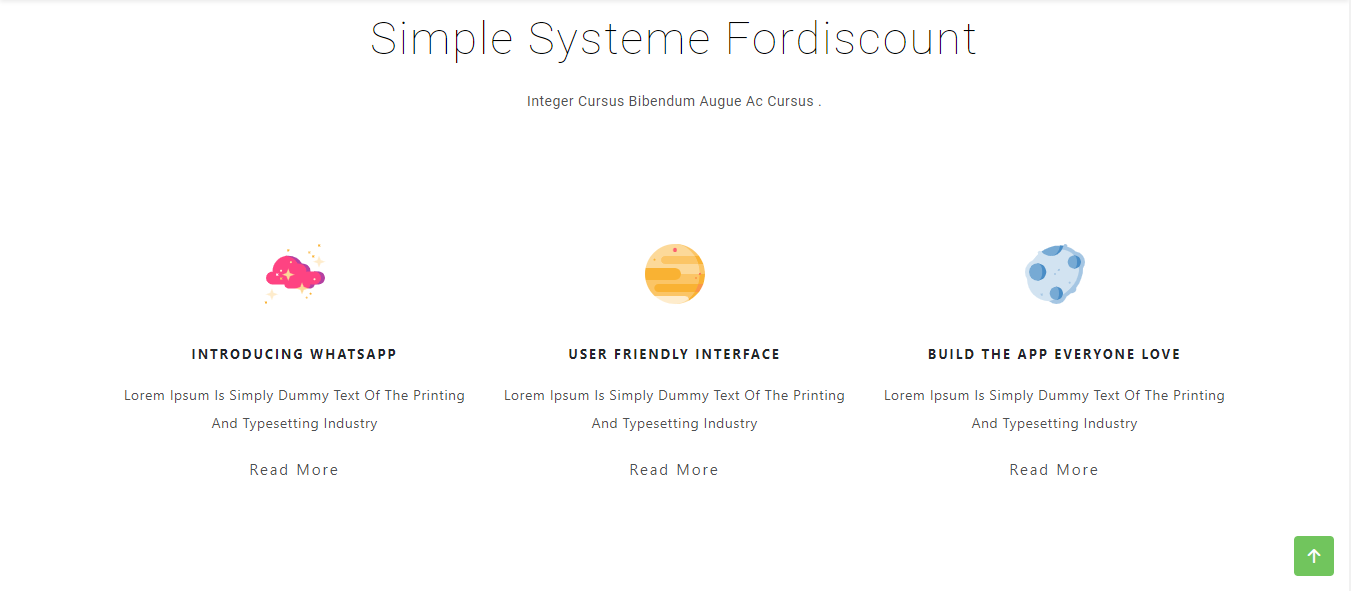 Simple Systeme Fordiscount
Integer Cursus Bibendum Augue Ac Cursus .
INTRODUCING WHATSAPP
Lorem Ipsum Is Simply Dummy Text Of The Printing
And Typesetting Industry
Read More
USER FRIENDLY INTERFACE
Lorem Ipsum Is Simply Dummy Text Of The Printing
And Typesetting Industry
Read More
BUILD THE APP EVERYONE LOVE
Lorem Ipsum Is Simply Dummy Text Of The Printing
And Typesetting Industry
Read More